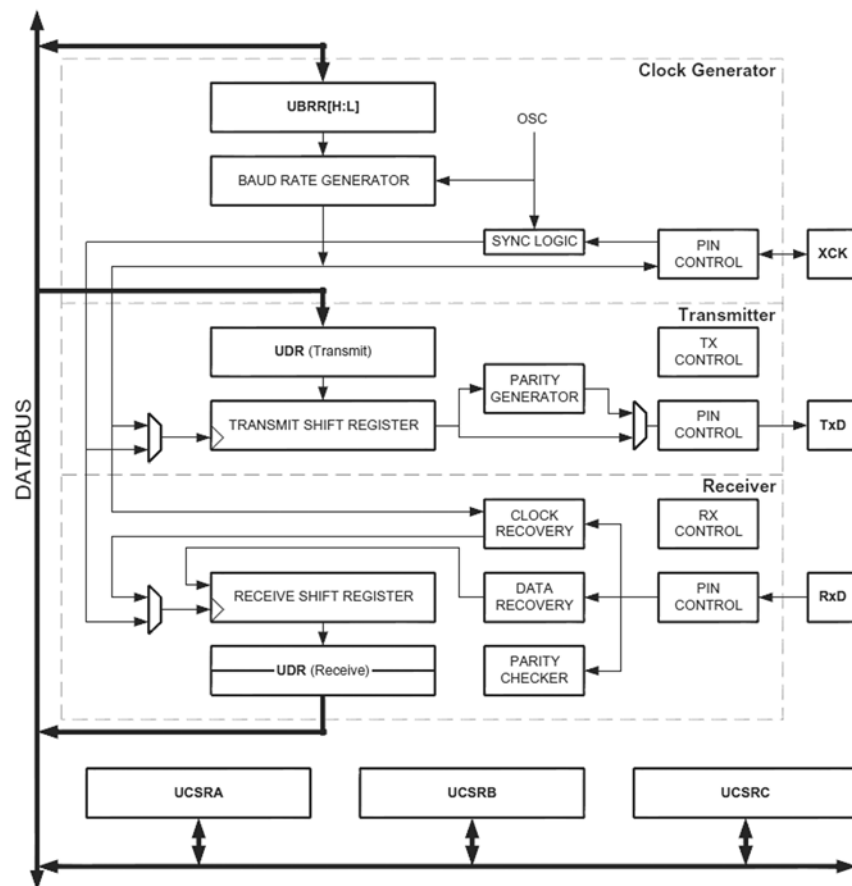 Clock Generator
UBRR[H:L]
OSC
BAUD RATE GENERATOR
SYNC LOGIC
PIN
CONTROL
XCK
Transmitter
UDR (Transmit)
TX
CONTROL
PARITY
GENERATOR
TRANSMIT SHIFT REGISTER
PIN
CONTROL
TxD
DATABUS
Receiver
CLOCK
RECOVERY
RX
CONTROL
RECEIVE SHIFT REGISTER
DATA
RECOVERY
PIN
CONTROL
RxD
UDR (Receive)
PARITY
CHECKER
UCSRA
UCSRB
UCSRC